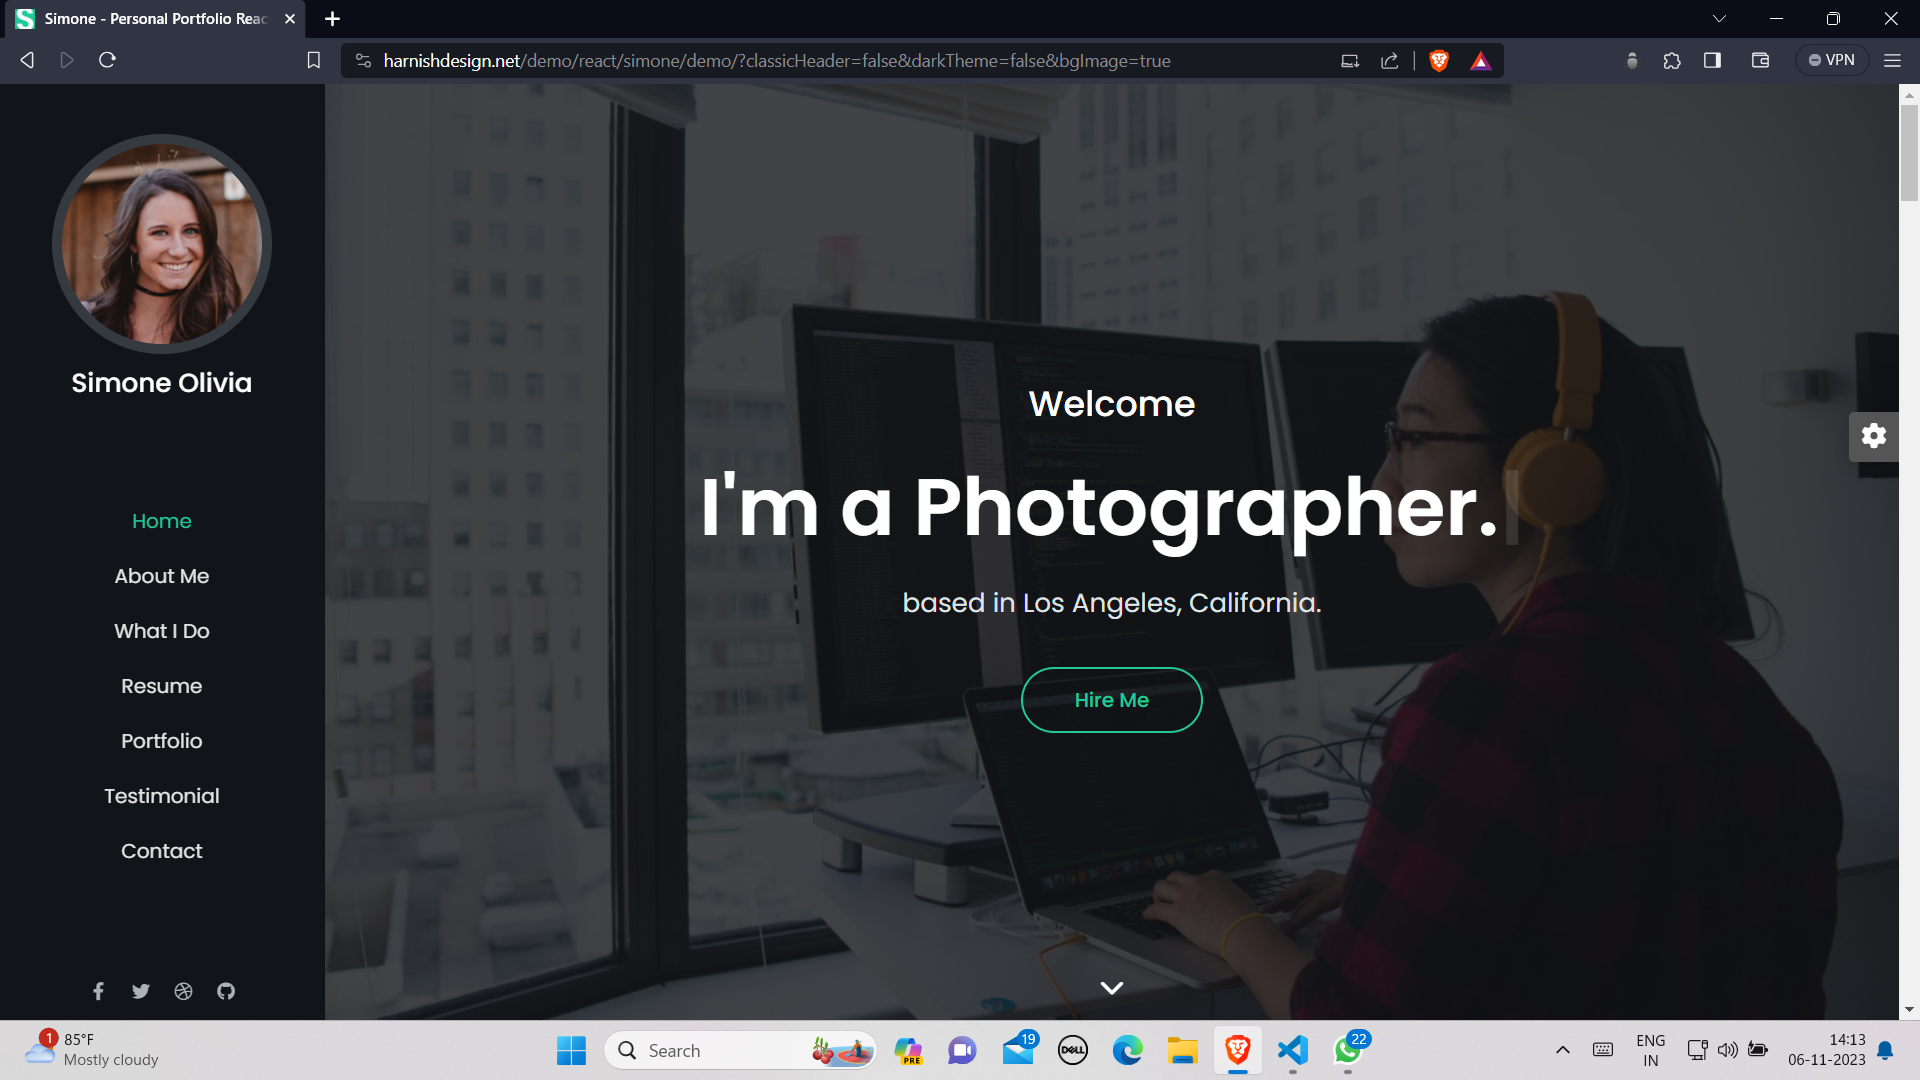 Simone - Personal Portfolio Reac
harnishdesign.net/demo/react/simone/demo/?classicHeader=false&darkTheme=false&bgImage=true
VPN
Simone Olivia
Home
About Me
What I Do
Resume
Portfolio
Testimonial
Contact
Welcome
I'm a Photographer.
based in Los Angeles, California.
Hire Me
1
85°F
Mostly cloudy
Search
PRE
19
DELL
22
ENG
IN
14:13
06-11-2023